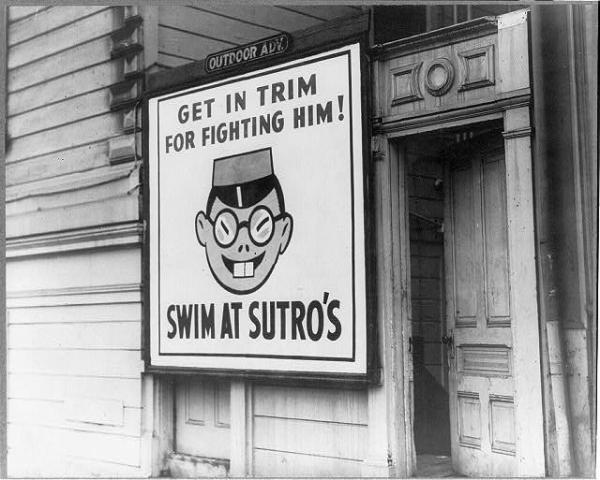 OUTDOOR ADV.
GET IN TRIM
FOR FIGHTING HIM!
SWIM AT SUTRO'S